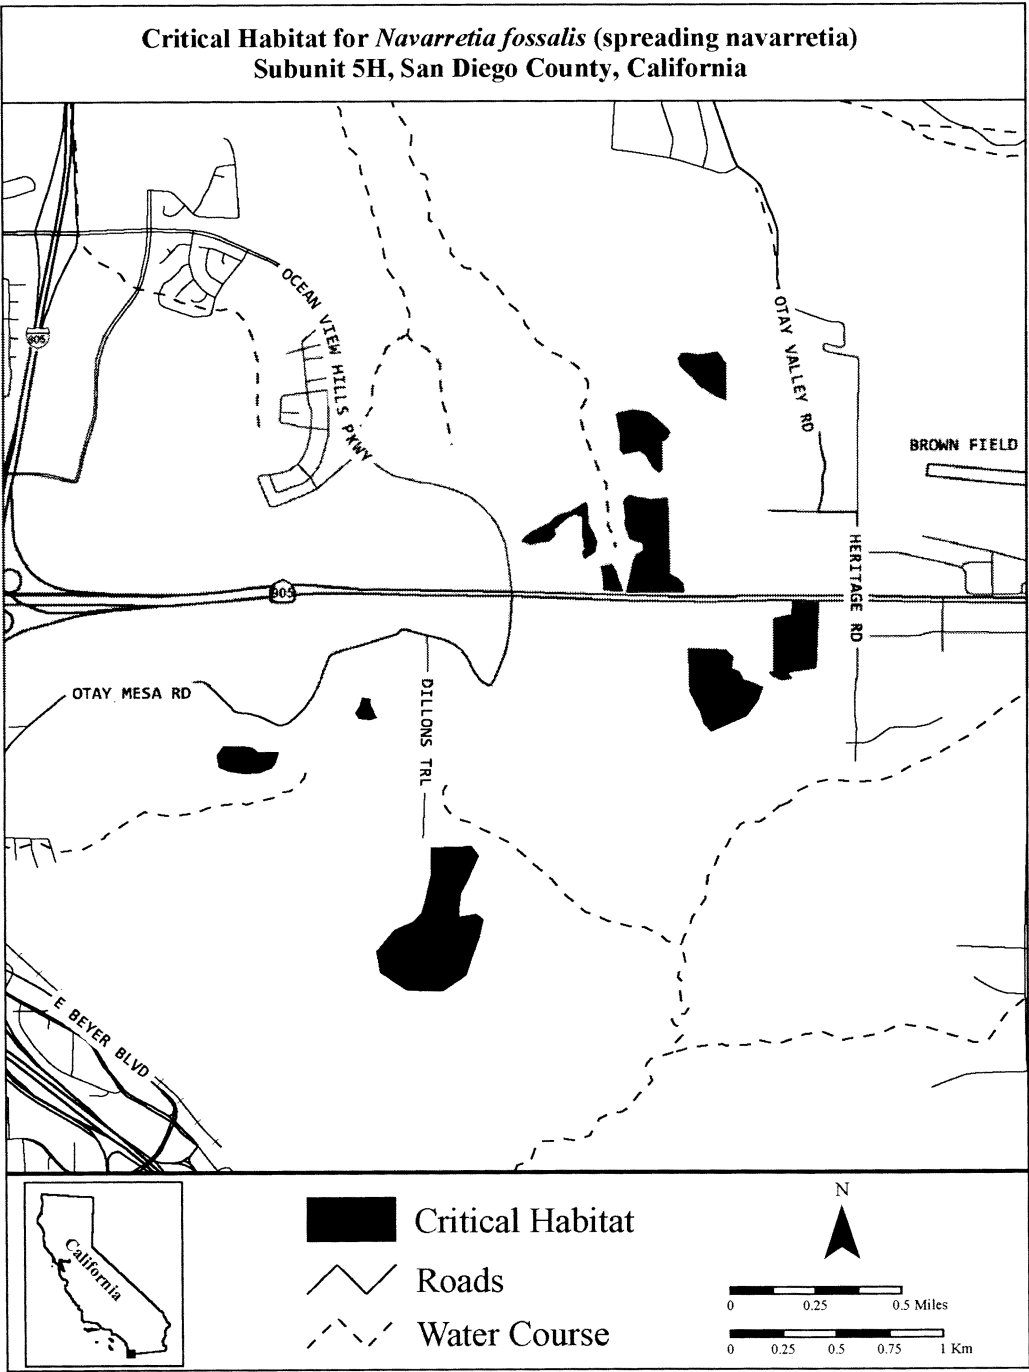 Critical Habitat for Navarretia fossalis (spreading navarretia)
Subunit 5H, San Diego County, California
OCEAN VIEW HILLS PKWY
805
OTAY VALLEY RD
BROWN FIELD
HERITAGE RD
905
OTAY MESA RD
DILLONS TRL
E BEYER BLVD
California
Critical Habitat
Roads
Water Course
N
0 0.25 0.5 Miles
0 0.25 0.5 0.75 1 Km